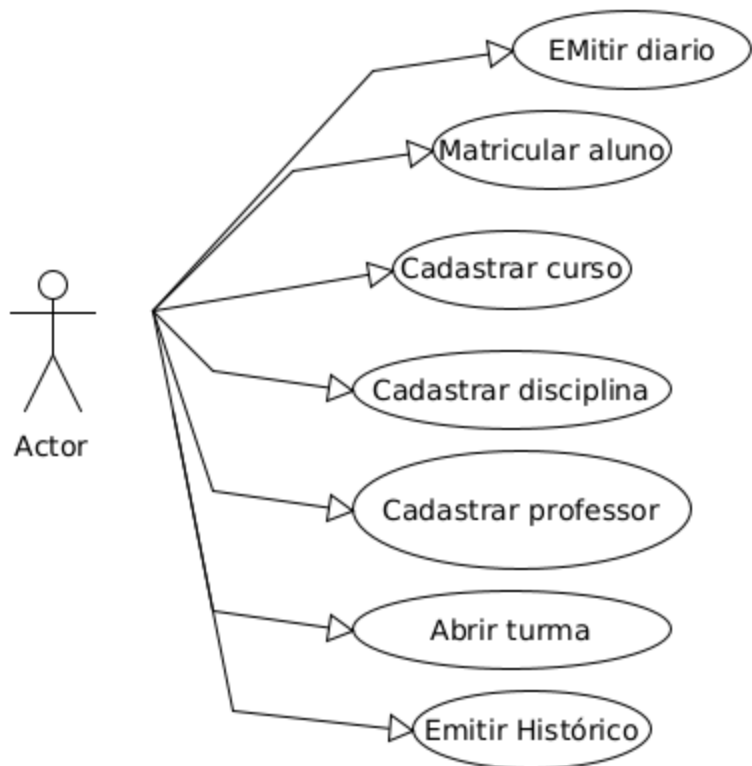 EMitir diario
Matricular aluno
Cadastrar curso
Cadastrar disciplina
Actor
Cadastrar professor
Abrir turma
Emitir Histórico